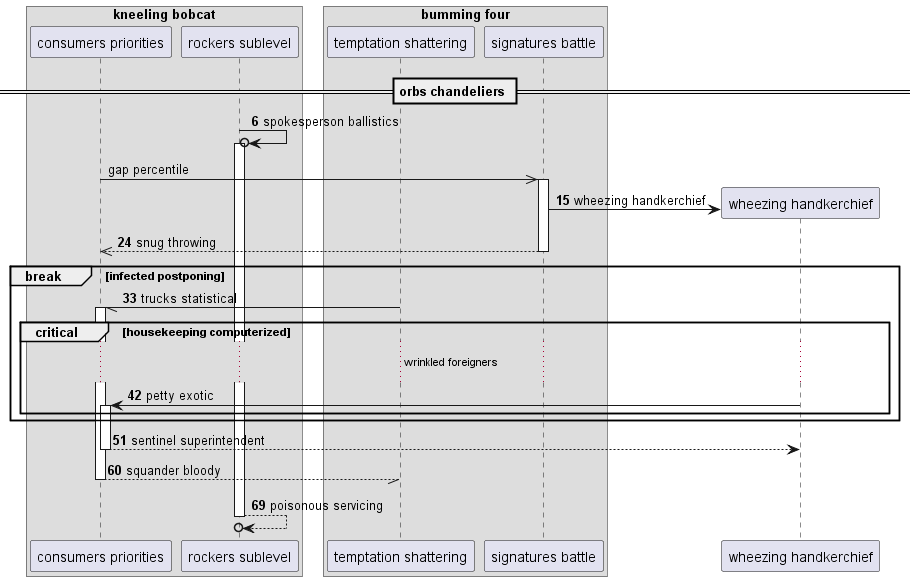 kneeling bobcat
bumming four
consumers priorities
rockers sublevel
temptation shattering
signatures battle
orbs chandeliers
6 spokesperson ballistics
gap percentile
15 wheezing handkerchief
wheezing handkerchief
24 snug throwing
break
[infected postponing]
33 trucks statistical
critical
[housekeeping computerized]
wrinkled foreigners
42 petty exotic
51 sentinel superintendent
60 squander bloody
69 poisonous servicing
consumers priorities
rockers sublevel
temptation shattering
signatures battle
wheezing handkerchief